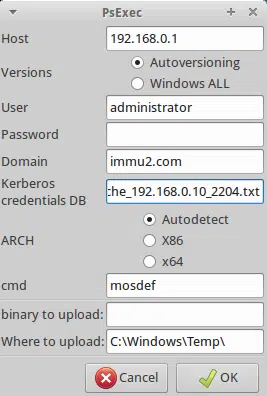 PsExec
Host 192.168.0.1
Versions
Autoversioning
Windows ALL
User administrator
Password
Domain immu2.com
Kerberos
credentials DB
:he_192.168.0.10_2204.txt
ARCH
Autodetect
X86
x64
cmd mosdef
binary to upload:
Where to upload: C:\Windows\Temp\
Cancel OK